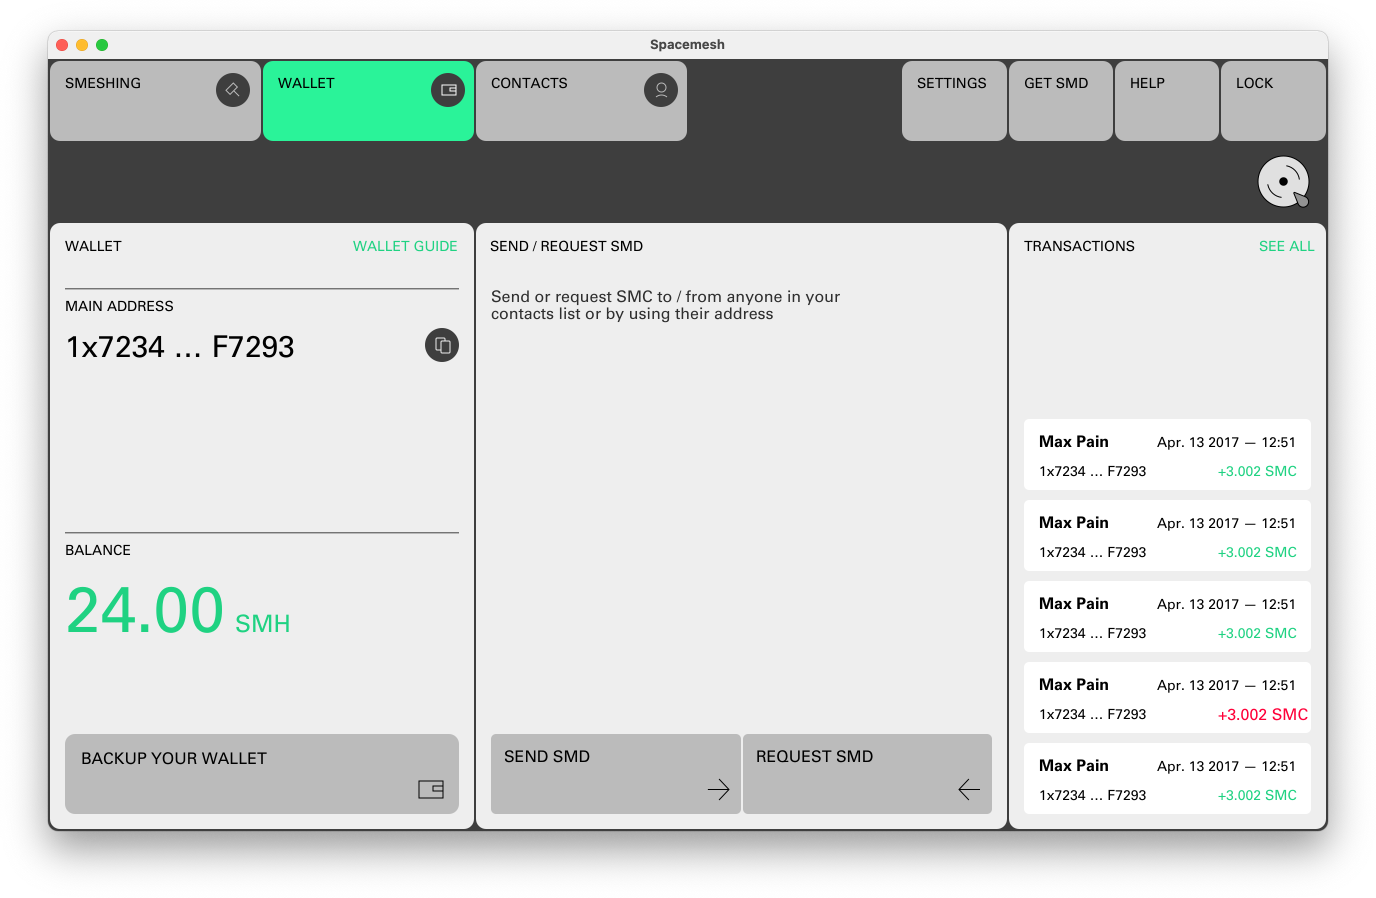 Spacemesh
SMESHING
WALLET
CONTACTS
SETTINGS
GET SMD
HELP
LOCK
WALLET
WALLET GUIDE
MAIN ADDRESS
1x7234 ... F7293
BALANCE
24.00 SMH
BACKUP YOUR WALLET
SEND / REQUEST SMD
Send or request SMC to / from anyone in your
contacts list or by using their address
SEND SMD
REQUEST SMD
TRANSACTIONS
SEE ALL
Max Pain Apr. 13 2017 — 12:51
1x7234 ... F7293 +3.002 SMC
Max Pain Apr. 13 2017 — 12:51
1x7234 ... F7293 +3.002 SMC
Max Pain Apr. 13 2017 — 12:51
1x7234 ... F7293 +3.002 SMC
Max Pain Apr. 13 2017 — 12:51
1x7234 ... F7293 +3.002 SMC
Max Pain Apr. 13 2017 — 12:51
1x7234 ... F7293 +3.002 SMC